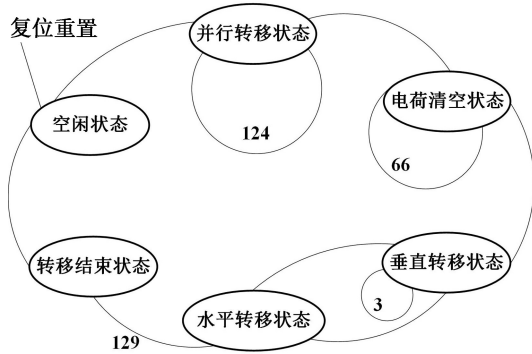 复位重置
并行转移状态
电荷清空状态
空闲状态
124
66
转移结束状态
垂直转移状态
3
水平转移状态
129